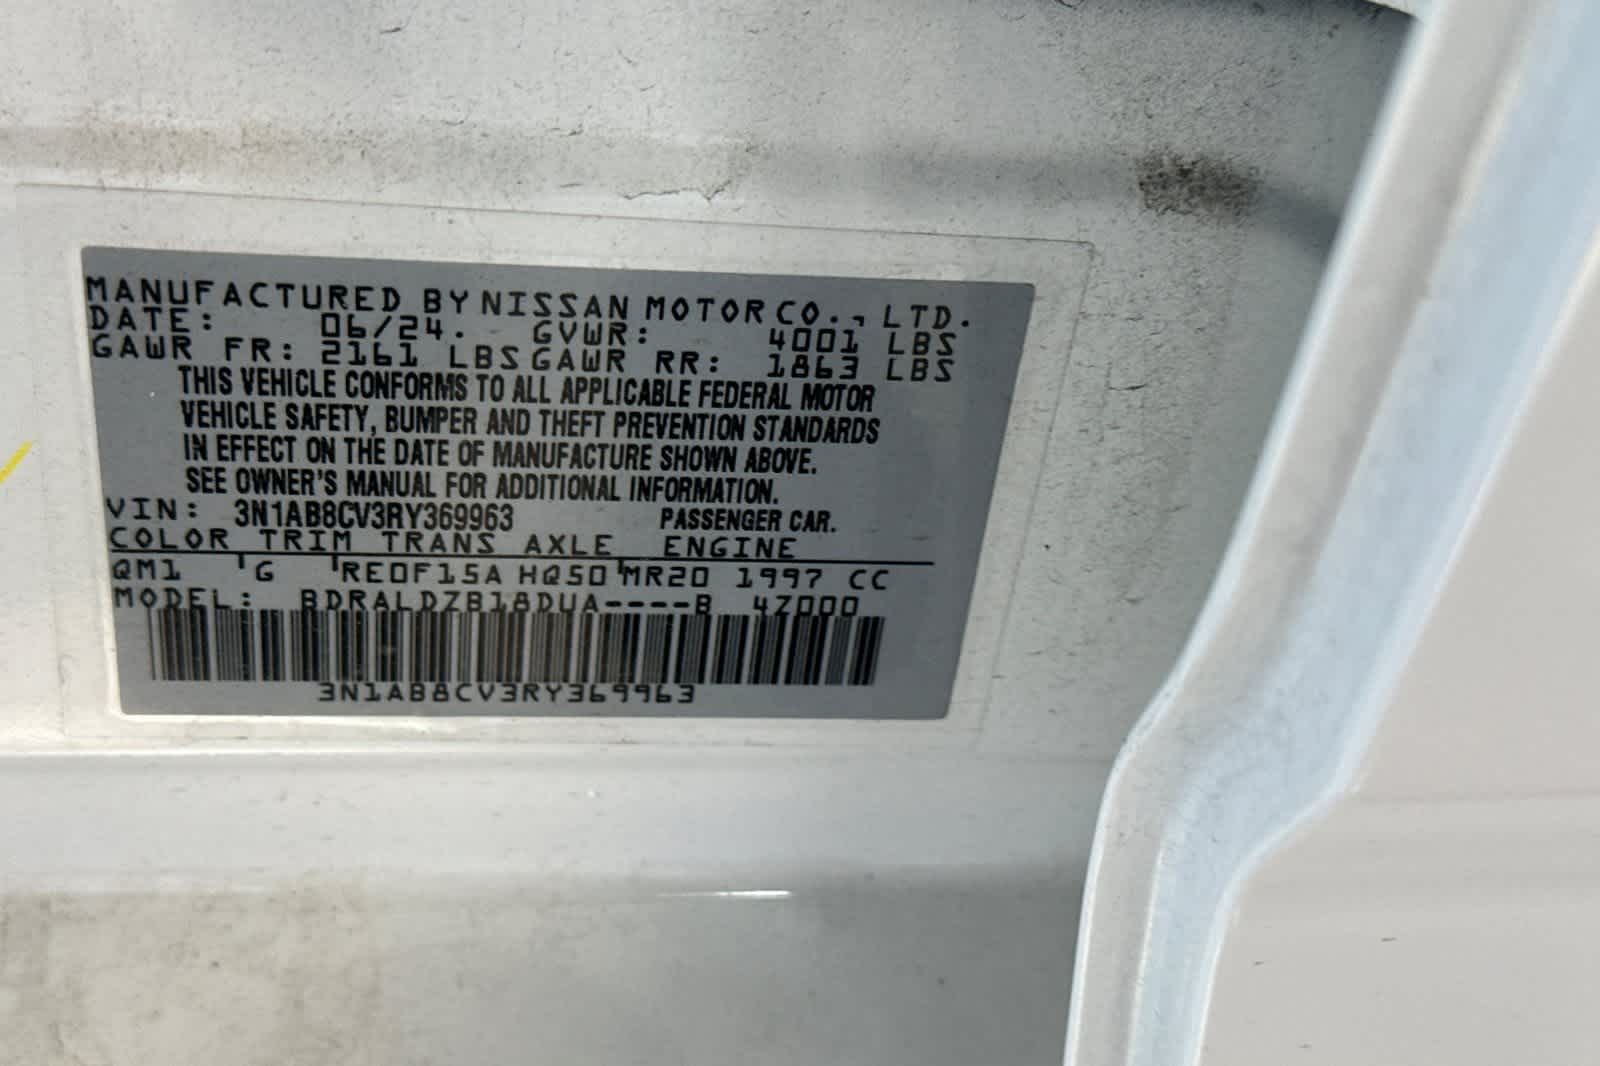 MANUFACTURED BY NISSAN MOTOR CO., LTD.
DATE: 06/24. GVWR: 4001 LBS
GAWR FR: 2161 LBS GAWR RR: 1863 LBS
THIS VEHICLE CONFORMS TO ALL APPLICABLE FEDERAL MOTOR
VEHICLE SAFETY, BUMPER AND THEFT PREVENTION STANDARDS
IN EFFECT ON THE DATE OF MANUFACTURE SHOWN ABOVE.
SEE OWNER'S MANUAL FOR ADDITIONAL INFORMATION.
VIN: 3N1AB8CV3RY369963 PASSENGER CAR.
COLOR TRIM TRANS AXLE ENGINE
QM1 G RE0F15A HQ50 MR20 1997 CC
MODEL: BDRALDZB18DUA----B 4Z000
3N1AB8CV3RY369963